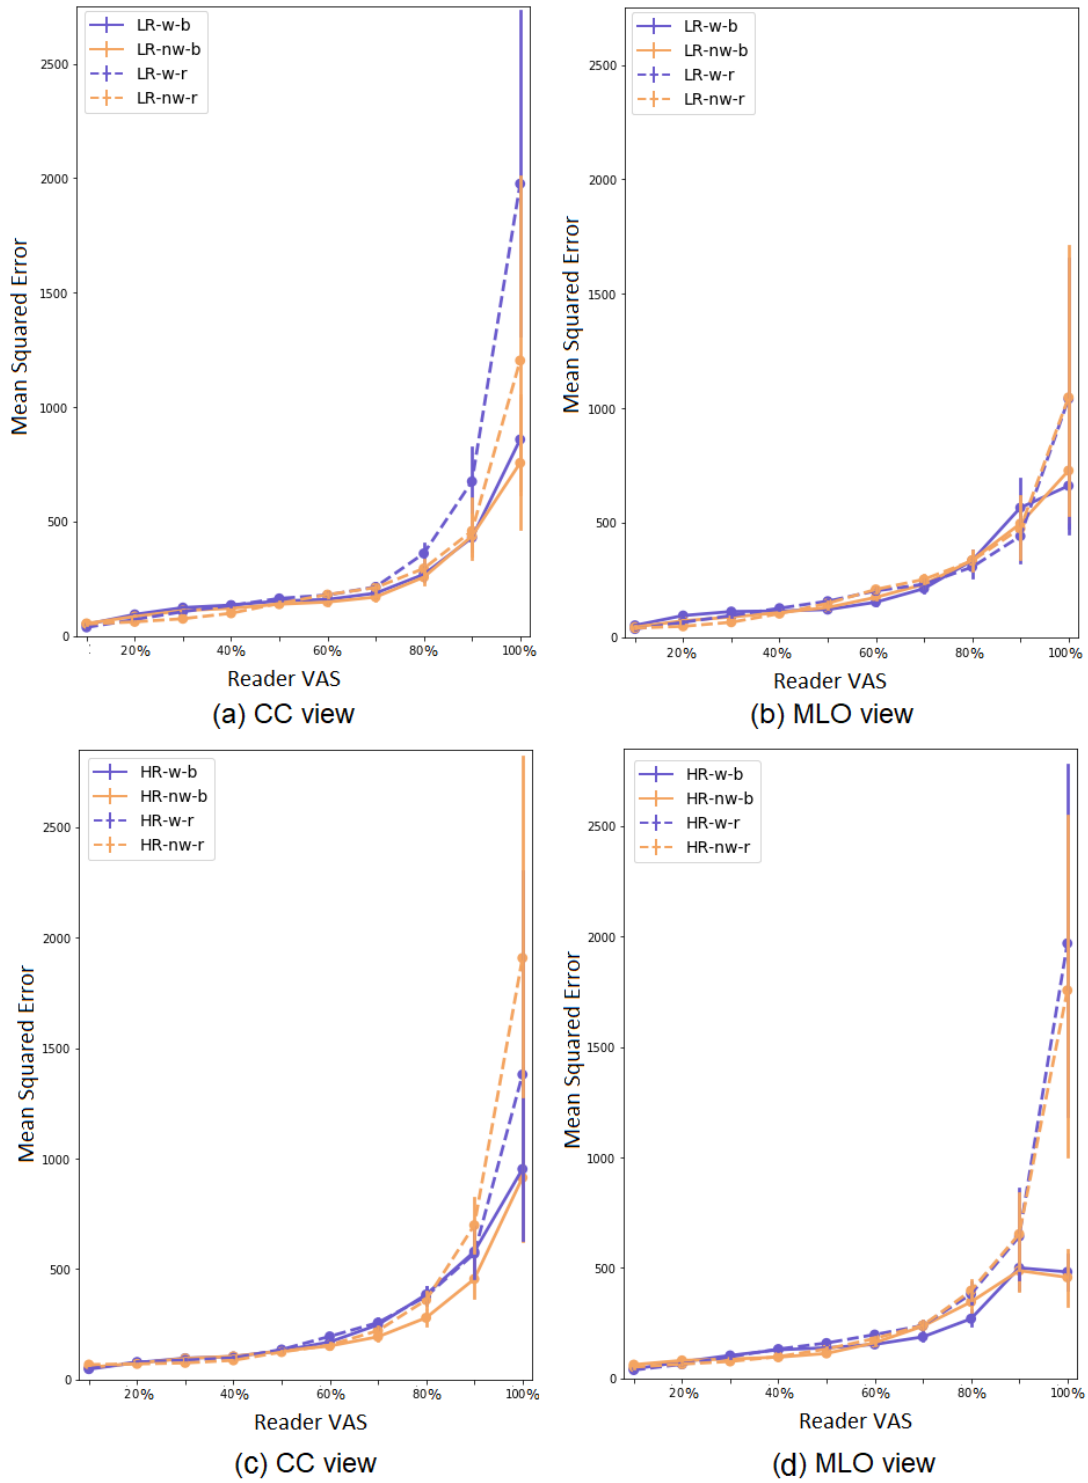 LR-w-b
LR-nw-b
LR-w-r
LR-nw-r
2500
2000
1500
1000
500
0
Mean Squared Error
20% 40% 60% 80% 100%
Reader VAS
(a) CC view
LR-w-b
LR-nw-b
LR-w-r
LR-nw-r
2500
2000
1500
1000
500
0
Mean Squared Error
20% 40% 60% 80% 100%
Reader VAS
(b) MLO view
HR-w-b
HR-nw-b
HR-w-r
HR-nw-r
2500
2000
1500
1000
500
0
Mean Squared Error
20% 40% 60% 80% 100%
Reader VAS
(c) CC view
HR-w-b
HR-nw-b
HR-w-r
HR-nw-r
2500
2000
1500
1000
500
0
Mean Squared Error
20% 40% 60% 80% 100%
Reader VAS
(d) MLO view